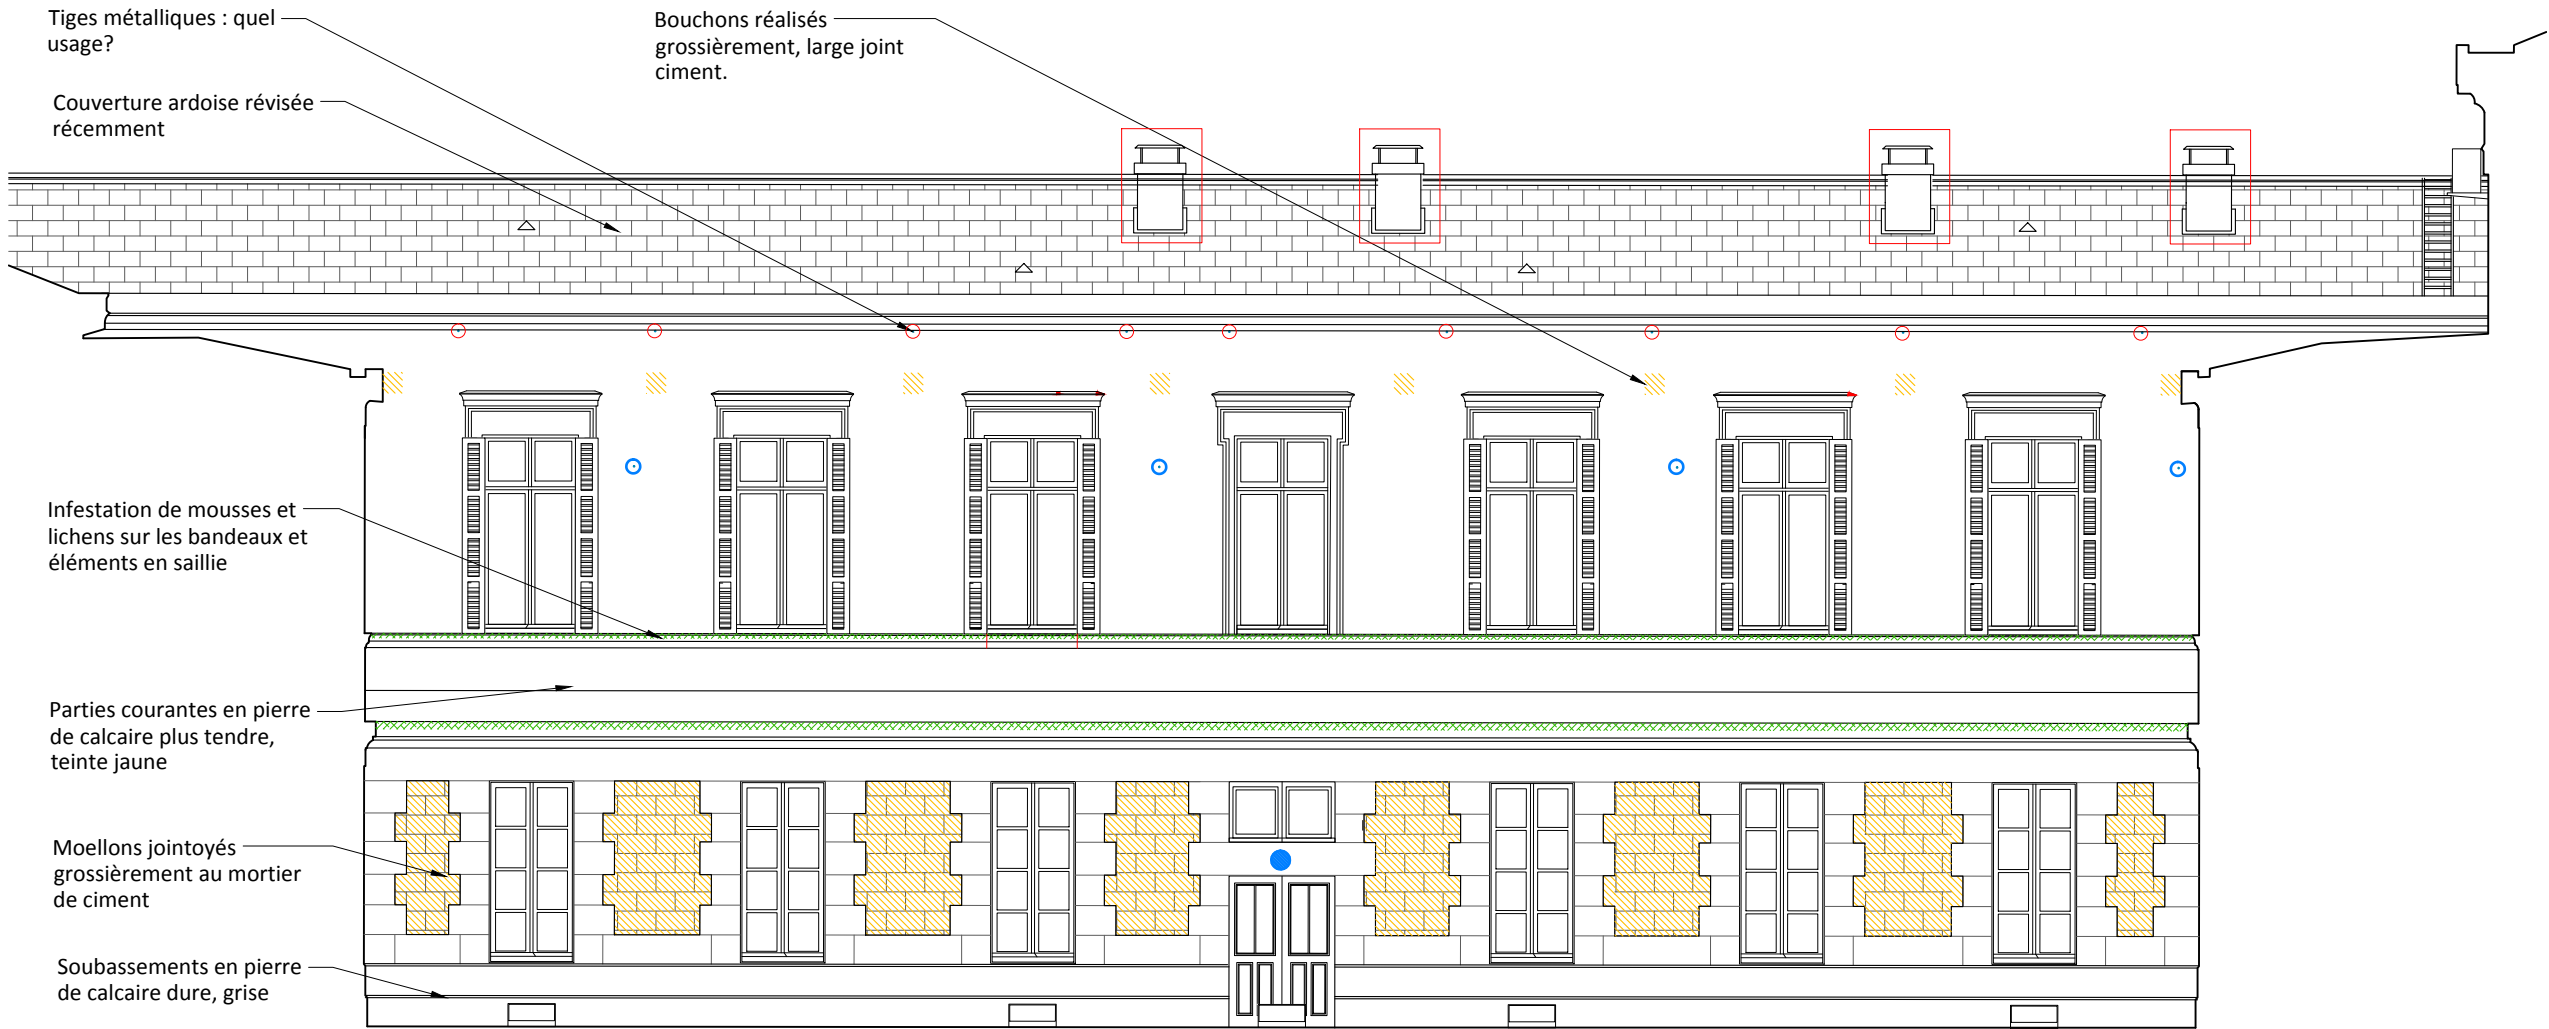 Tiges métalliques : quel
usage?
Bouchons réalisés
grossièrement, large joint
ciment.
Couverture ardoise révisée
récemment
Infestation de mousses et
lichens sur les bandeaux et
éléments en saillie
Parties courantes en pierre
de calcaire plus tendre,
teinte jaune
Moellons jointoyés
grossièrement au mortier
de ciment
Soubassements en pierre
de calcaire dure, grise